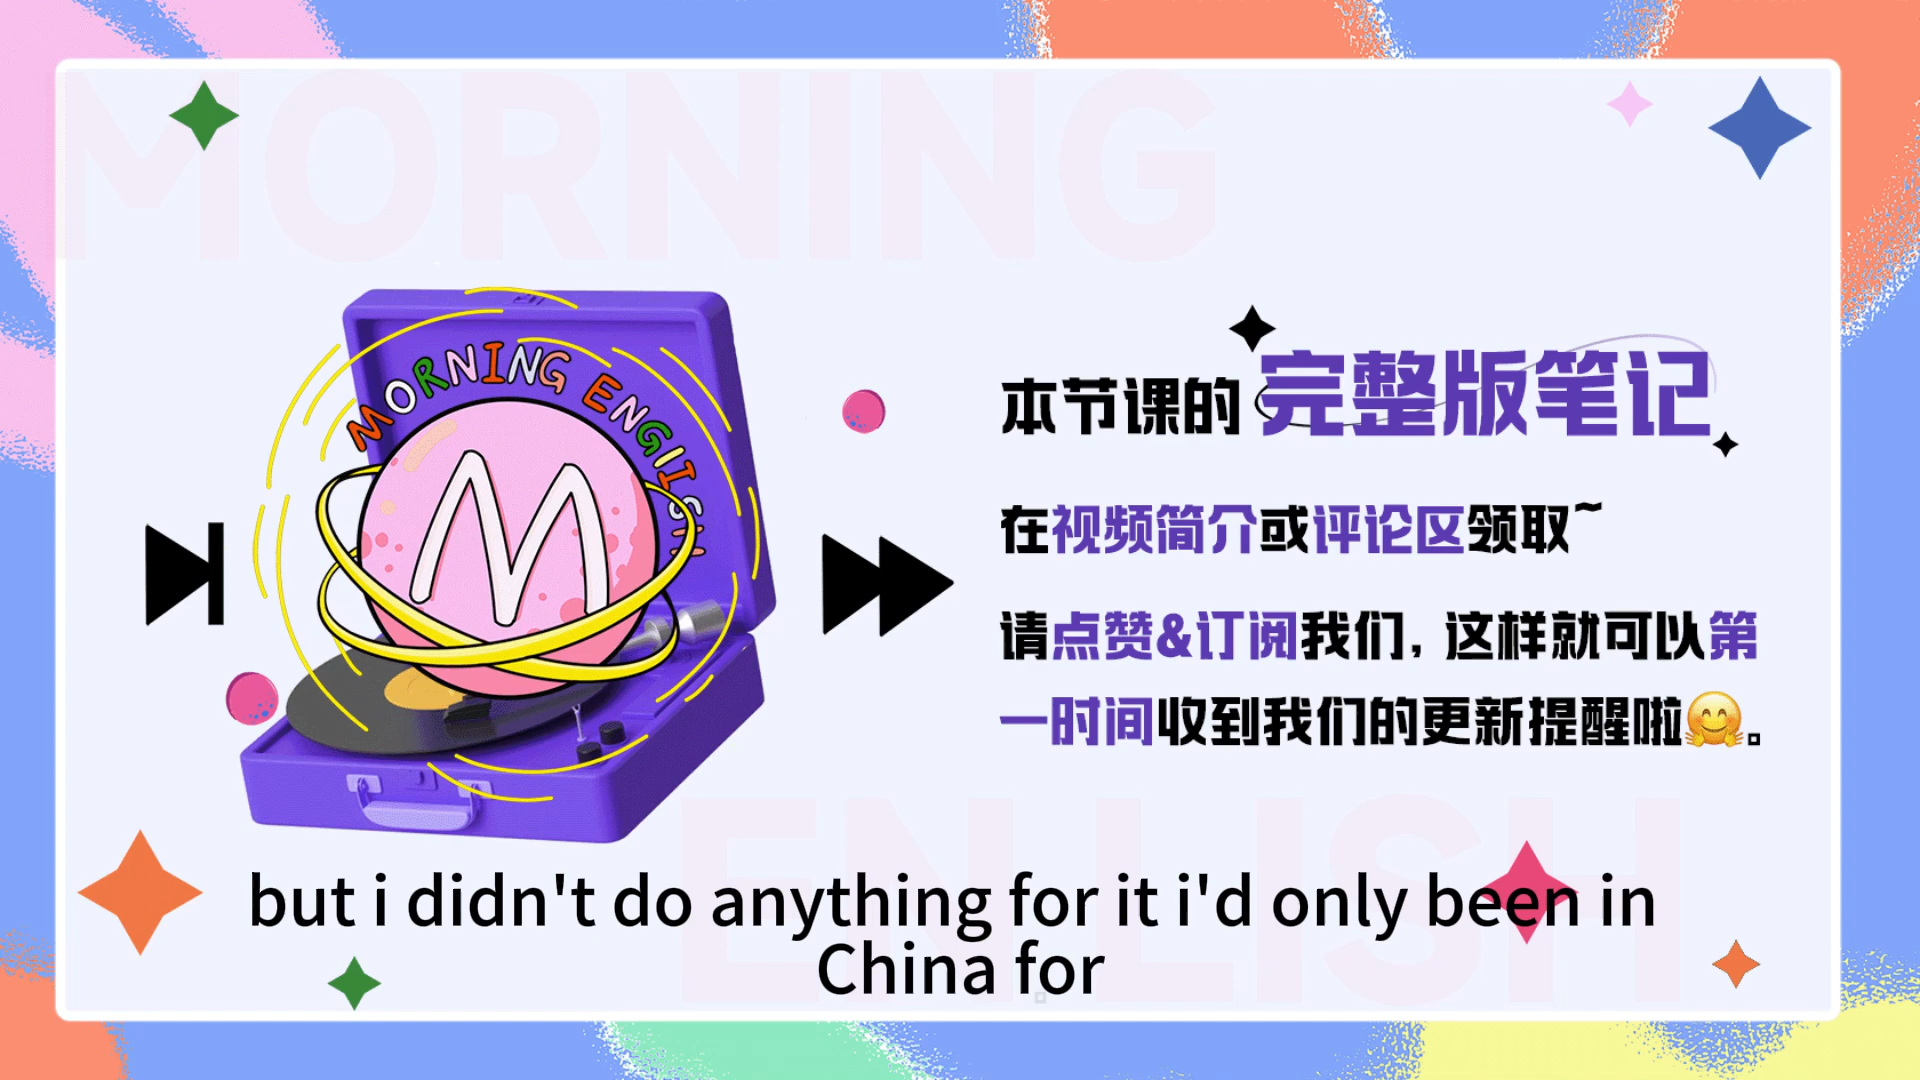 MORNING
MORNING ENGlISH
M
本节课的完整版笔记
在视频简介或评论区领取~
请点赞&订阅我们, 这样就可以第
一时间收到我们的更新提醒啦🤗。
ENGLISH
but i didn't do anything for it i'd only been in
China for